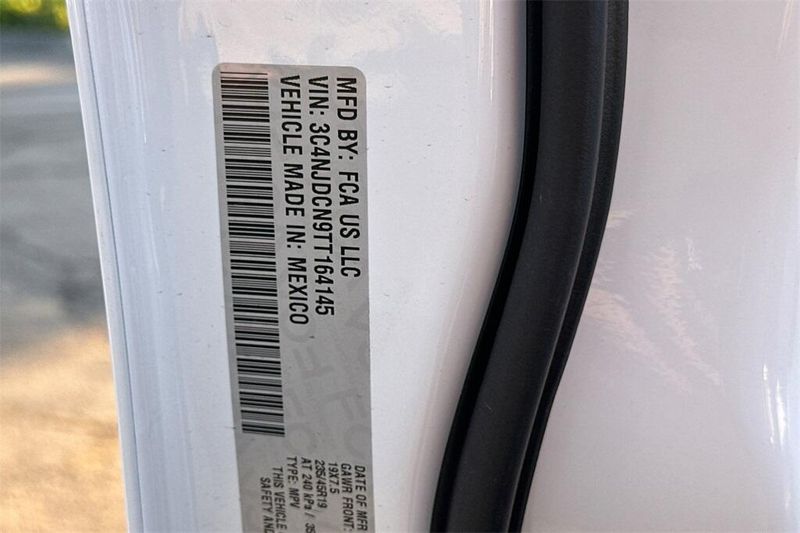 MFD BY: FCA US LLC
VIN: 3C4NJDCN9TT164145
VEHICLE MADE IN: MEXICO
DATE OF MFR
GAWR FRONT:
19X7.5
235/45R19
AT 240 kPa / 35
TYPE: MPV
THIS VEHICLE
SAFETY AND